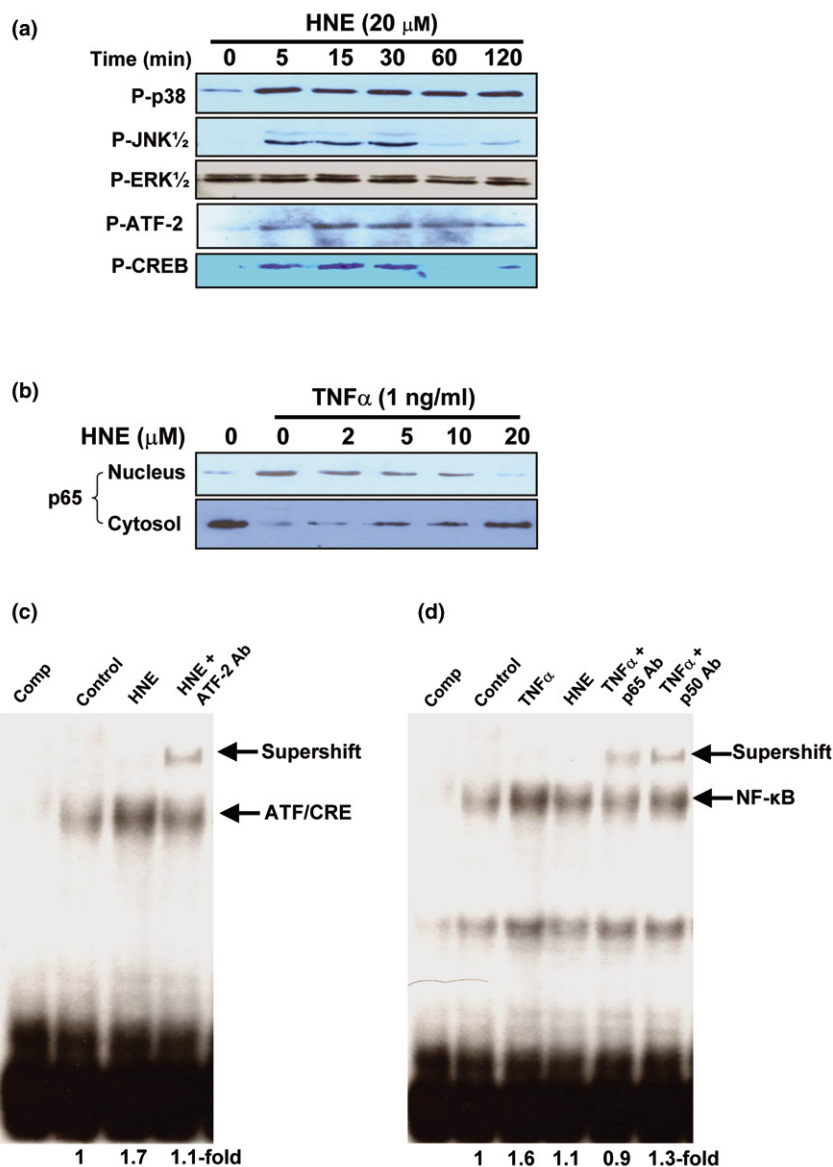 (a)
HNE (20 µM)
Time (min) 0 5 15 30 60 120
P-p38
P-JNK½
P-ERK½
P-ATF-2
P-CREB
(b)
TNFα (1 ng/ml)
HNE (µM) 0 0 2 5 10 20
p65
Nucleus
Cytosol
(c)
Comp
Control
HNE
HNE +
ATF-2 Ab
Supershift
ATF/CRE
1 1.7 1.1-fold
(d)
Comp
Control
TNFα
HNE
TNFα +
p65 Ab
TNFα +
p50 Ab
Supershift
NF-κB
1 1.6 1.1 0.9 1.3-fold